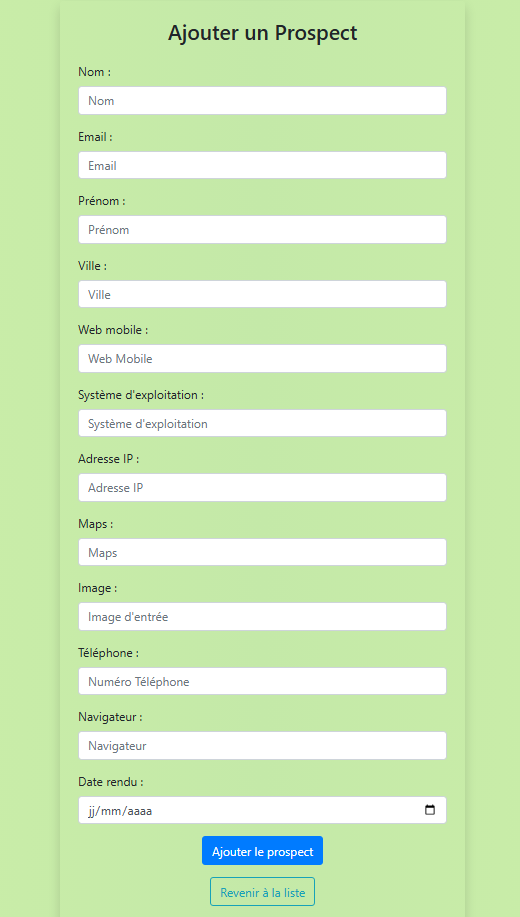 Ajouter un Prospect
Nom :
Nom
Email :
Email
Prénom :
Prénom
Ville :
Ville
Web mobile :
Web Mobile
Système d'exploitation :
Système d'exploitation
Adresse IP :
Adresse IP
Maps :
Maps
Image :
Image d'entrée
Téléphone :
Numéro Téléphone
Navigateur :
Navigateur
Date rendu :
jj/mm/aaaa
Ajouter le prospect
Revenir à la liste